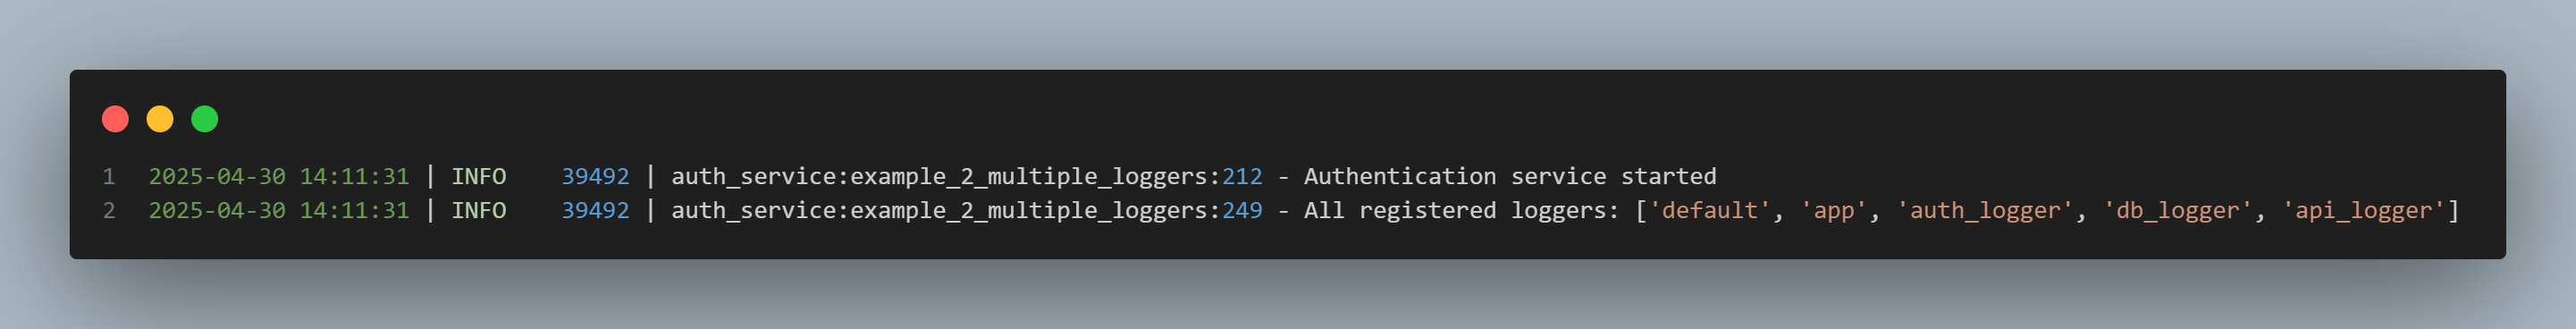 1  2025-04-30 14:11:31 | INFO    39492 | auth_service:example_2_multiple_loggers:212 - Authentication service started
2  2025-04-30 14:11:31 | INFO    39492 | auth_service:example_2_multiple_loggers:249 - All registered loggers: ['default', 'app', 'auth_logger', 'db_logger', 'api_logger']